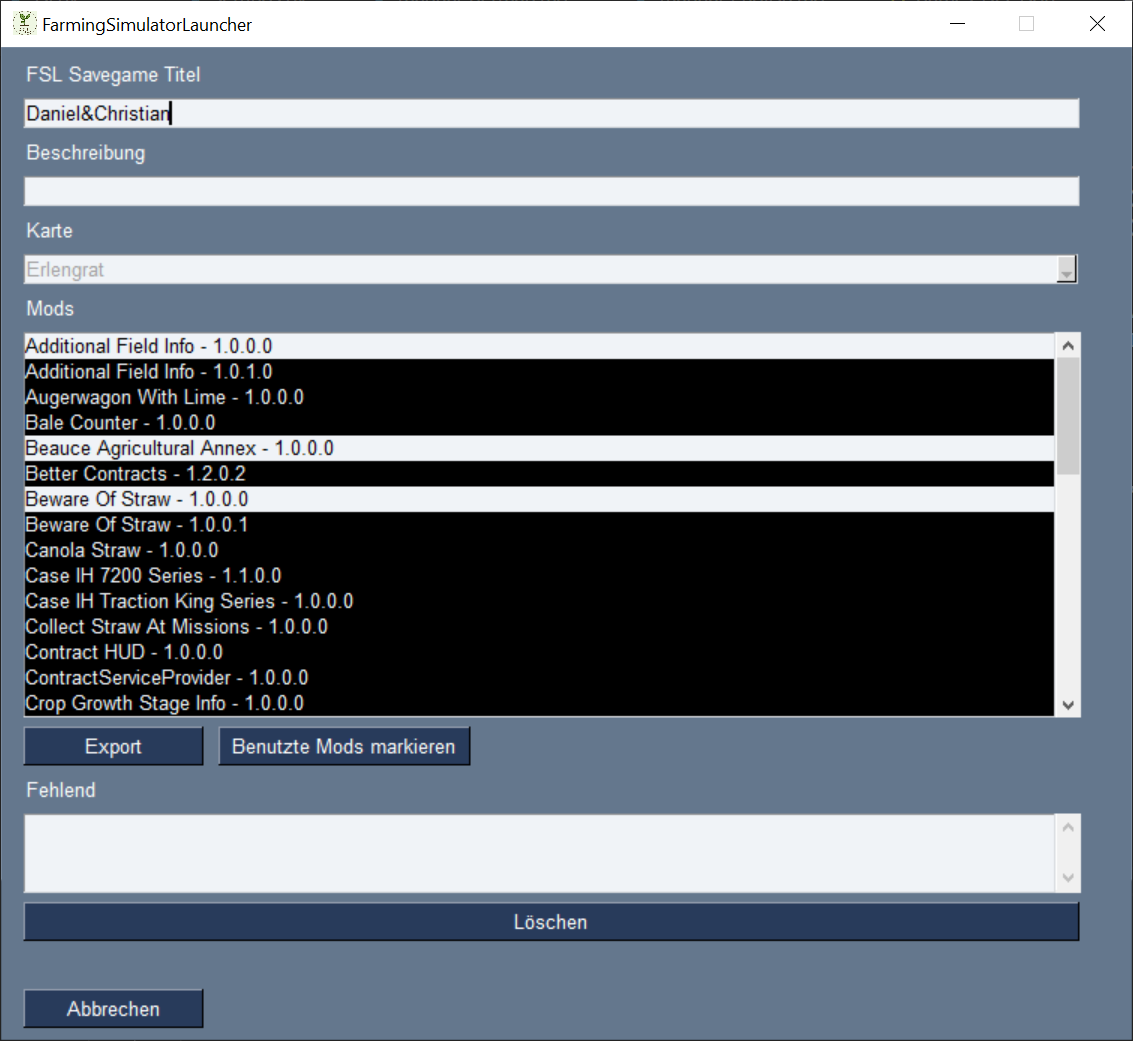 FarmingSimulatorLauncher
FSL Savegame Titel
Daniel&Christian
Beschreibung
Karte
Erlengrat
Mods
Additional Field Info - 1.0.0.0
Additional Field Info - 1.0.1.0
Augerwagon With Lime - 1.0.0.0
Bale Counter - 1.0.0.0
Beauce Agricultural Annex - 1.0.0.0
Better Contracts - 1.2.0.2
Beware Of Straw - 1.0.0.0
Beware Of Straw - 1.0.0.1
Canola Straw - 1.0.0.0
Case IH 7200 Series - 1.1.0.0
Case IH Traction King Series - 1.0.0.0
Collect Straw At Missions - 1.0.0.0
Contract HUD - 1.0.0.0
ContractServiceProvider - 1.0.0.0
Crop Growth Stage Info - 1.0.0.0
Export Benutzte Mods markieren
Fehlend
Löschen
Abbrechen